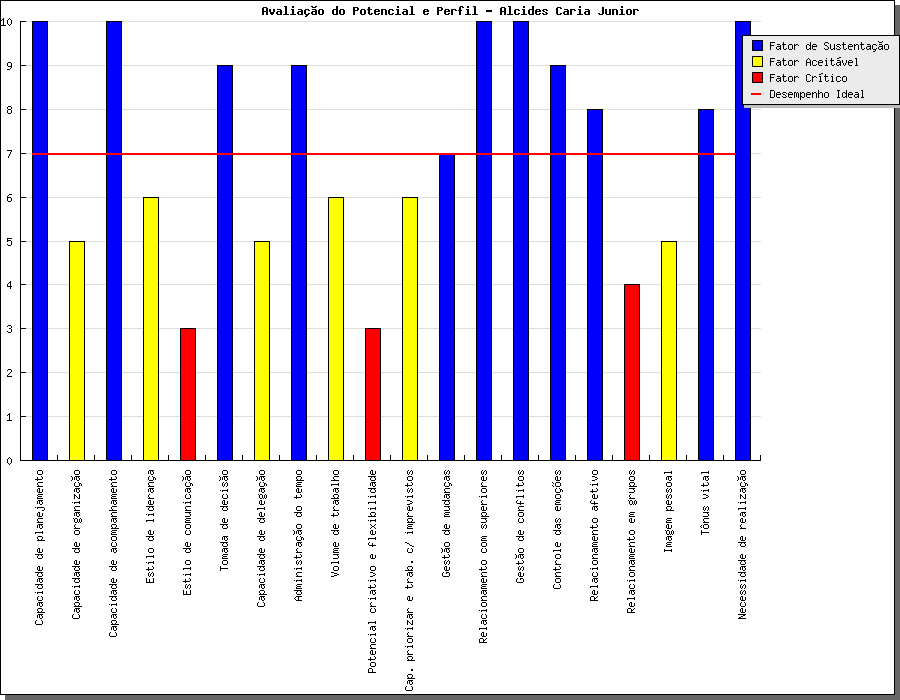 Avaliação do Potencial e Perfil - Alcides Caria Junior
10
9
8
7
6
5
4
3
2
1
0
Fator de Sustentação
Fator Aceitável
Fator Crítico
Desempenho Ideal
Capacidade de planejamento
Capacidade de organização
Capacidade de acompanhamento
Estilo de liderança
Estilo de comunicação
Tomada de decisão
Capacidade de delegação
Administração do tempo
Volume de trabalho
Potencial criativo e flexibilidade
Cap. priorizar e trab. c/ imprevistos
Gestão de mudanças
Relacionamento com superiores
Gestão de conflitos
Controle das emoções
Relacionamento afetivo
Relacionamento em grupos
Imagem pessoal
Tônus vital
Necessidade de realização